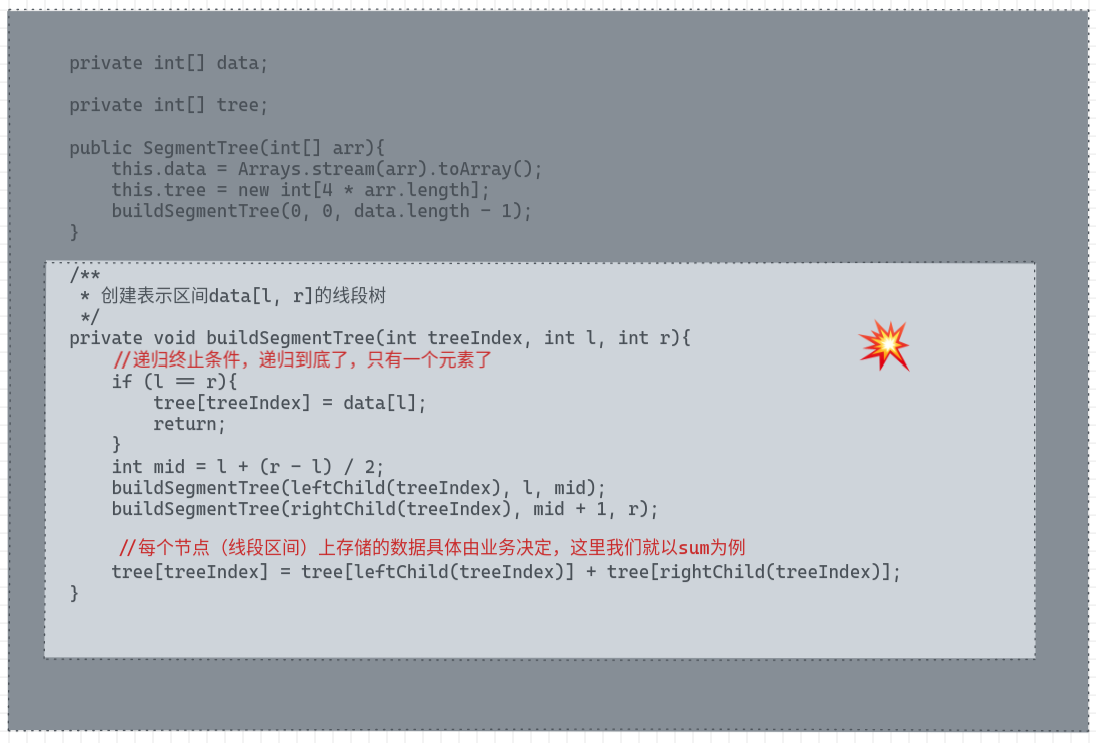 private int[] data;
private int[] tree;
public SegmentTree(int[] arr){
this.data = Arrays.stream(arr).toArray();
this.tree = new int[4 * arr.length];
buildSegmentTree(0, 0, data.length - 1);
}
/**
* 创建表示区间data[l, r]的线段树
*/
private void buildSegmentTree(int treeIndex, int l, int r){
//递归终止条件，递归到底了，只有一个元素了
if (l == r){
tree[treeIndex] = data[l];
return;
}
int mid = l + (r - l) / 2;
buildSegmentTree(leftChild(treeIndex), l, mid);
buildSegmentTree(rightChild(treeIndex), mid + 1, r);
//每个节点（线段区间）上存储的数据具体由业务决定，这里我们就以sum为例
tree[treeIndex] = tree[leftChild(treeIndex)] + tree[rightChild(treeIndex)];
}